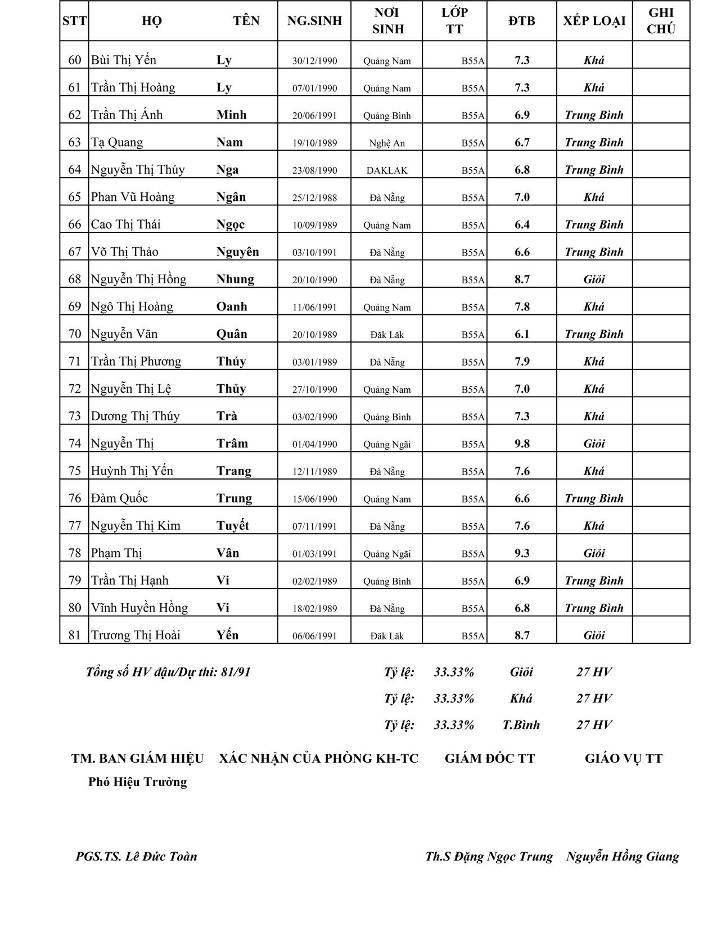 STT HỌ TÊN NG.SINH NƠI SINH LỚP TT ĐTB XẾP LOẠI GHI CHÚ
60 Bùi Thị Yến Ly 30/12/1990 Quảng Nam B55A 7.3 Khá
61 Trần Thị Hoàng Ly 07/01/1990 Quảng Nam B55A 7.3 Khá
62 Trần Thị Ánh Minh 20/06/1991 Quảng Bình B55A 6.9 Trung Bình
63 Tạ Quang Nam 19/10/1989 Nghệ An B55A 6.7 Trung Bình
64 Nguyễn Thị Thúy Nga 23/08/1990 DAKLAK B55A 6.8 Trung Bình
65 Phan Vũ Hoàng Ngân 25/12/1988 Đà Nẵng B55A 7.0 Khá
66 Cao Thị Thái Ngọc 10/09/1989 Quảng Nam B55A 6.4 Trung Bình
67 Võ Thị Thảo Nguyên 03/10/1991 Đà Nẵng B55A 6.6 Trung Bình
68 Nguyễn Thị Hồng Nhung 20/10/1990 Đà Nẵng B55A 8.7 Giỏi
69 Ngô Thị Hoàng Oanh 11/06/1991 Quảng Nam B55A 7.8 Khá
70 Nguyễn Văn Quân 20/10/1989 Đăk Lăk B55A 6.1 Trung Bình
71 Trần Thị Phương Thúy 03/01/1989 Đà Nẵng B55A 7.9 Khá
72 Nguyễn Thị Lệ Thủy 27/10/1990 Quảng Nam B55A 7.0 Khá
73 Dương Thị Thúy Trà 03/02/1990 Quảng Bình B55A 7.3 Khá
74 Nguyễn Thị Trâm 01/04/1990 Quảng Ngãi B55A 9.8 Giỏi
75 Huỳnh Thị Yến Trang 12/11/1989 Đà Nẵng B55A 7.6 Khá
76 Đàm Quốc Trung 15/06/1990 Quảng Nam B55A 6.6 Trung Bình
77 Nguyễn Thị Kim Tuyết 07/11/1991 Đà Nẵng B55A 7.6 Khá
78 Phạm Thị Vân 01/03/1991 Quảng Ngãi B55A 9.3 Giỏi
79 Trần Thị Hạnh Vi 02/02/1989 Quảng Bình B55A 6.9 Trung Bình
80 Vĩnh Huyền Hồng Vi 18/02/1989 Đà Nẵng B55A 6.8 Trung Bình
81 Trương Thị Hoài Yến 06/06/1991 Đăk Lăk B55A 8.7 Giỏi
Tổng số HV đậu/Dự thi: 81/91 Tỷ lệ: 33.33% Giỏi 27 HV
Tỷ lệ: 33.33% Khá 27 HV
Tỷ lệ: 33.33% T.Bình 27 HV
TM. BAN GIÁM HIỆU XÁC NHẬN CỦA PHÒNG KH-TC GIÁM ĐỐC TT GIÁO VỤ TT
Phó Hiệu Trưởng
PGS.TS. Lê Đức Toàn Th.S Đặng Ngọc Trung Nguyễn Hồng Giang